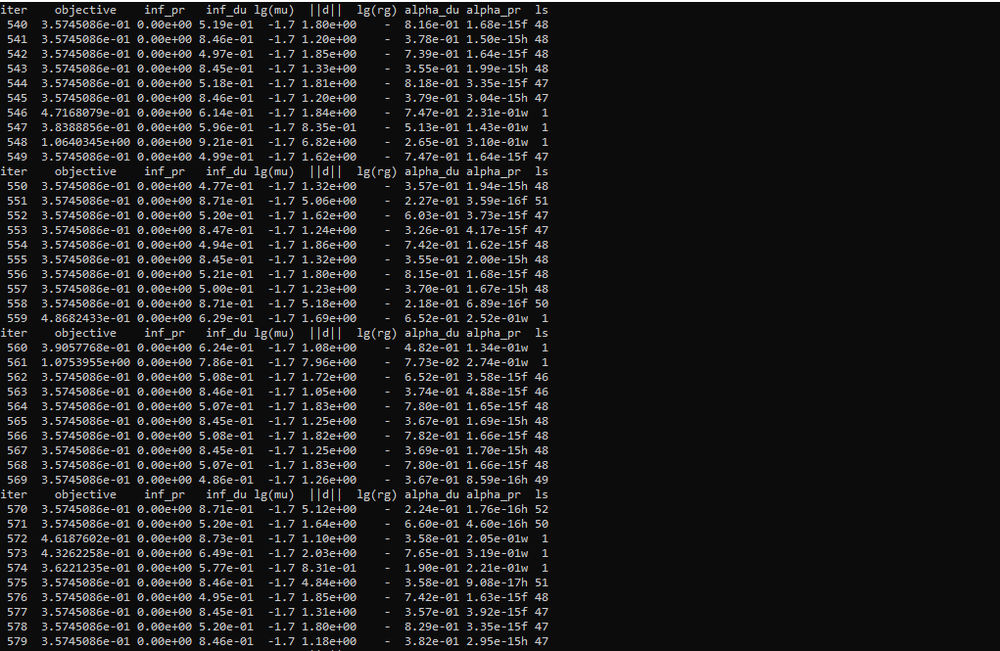 iter    objective    inf_pr   inf_du lg(mu)  ||d||  lg(rg) alpha_du alpha_pr  ls
 540  3.5745086e-01 0.00e+00 5.19e-01  -1.7 1.80e+00    -  8.16e-01 1.68e-15f 48
 541  3.5745086e-01 0.00e+00 8.46e-01  -1.7 1.20e+00    -  3.78e-01 1.50e-15h 48
 542  3.5745086e-01 0.00e+00 4.97e-01  -1.7 1.85e+00    -  7.39e-01 1.64e-15f 48
 543  3.5745086e-01 0.00e+00 8.45e-01  -1.7 1.33e+00    -  3.55e-01 1.99e-15h 48
 544  3.5745086e-01 0.00e+00 5.18e-01  -1.7 1.81e+00    -  8.18e-01 3.35e-15f 47
 545  3.5745086e-01 0.00e+00 8.46e-01  -1.7 1.20e+00    -  3.79e-01 3.04e-15h 47
 546  4.7168079e-01 0.00e+00 6.14e-01  -1.7 1.84e+00    -  7.47e-01 2.31e-01w  1
 547  3.8388856e-01 0.00e+00 5.96e-01  -1.7 8.35e-01    -  5.13e-01 1.43e-01w  1
 548  1.0640345e+00 0.00e+00 9.21e-01  -1.7 6.82e+00    -  2.65e-01 3.10e-01w  1
 549  3.5745086e-01 0.00e+00 4.99e-01  -1.7 1.62e+00    -  7.47e-01 1.64e-15f 47
iter    objective    inf_pr   inf_du lg(mu)  ||d||  lg(rg) alpha_du alpha_pr  ls
 550  3.5745086e-01 0.00e+00 4.77e-01  -1.7 1.32e+00    -  3.57e-01 1.94e-15h 48
 551  3.5745086e-01 0.00e+00 8.71e-01  -1.7 5.06e+00    -  2.27e-01 3.59e-16f 51
 552  3.5745086e-01 0.00e+00 5.20e-01  -1.7 1.62e+00    -  6.03e-01 3.73e-15f 47
 553  3.5745086e-01 0.00e+00 8.47e-01  -1.7 1.24e+00    -  3.26e-01 4.17e-15f 47
 554  3.5745086e-01 0.00e+00 4.94e-01  -1.7 1.86e+00    -  7.42e-01 1.62e-15f 48
 555  3.5745086e-01 0.00e+00 8.45e-01  -1.7 1.32e+00    -  3.55e-01 2.00e-15h 48
 556  3.5745086e-01 0.00e+00 5.21e-01  -1.7 1.80e+00    -  8.15e-01 1.68e-15f 48
 557  3.5745086e-01 0.00e+00 5.00e-01  -1.7 1.23e+00    -  3.70e-01 1.67e-15h 48
 558  3.5745086e-01 0.00e+00 8.71e-01  -1.7 5.18e+00    -  2.18e-01 6.89e-16f 50
 559  4.8682433e-01 0.00e+00 6.29e-01  -1.7 1.69e+00    -  6.52e-01 2.52e-01w  1
iter    objective    inf_pr   inf_du lg(mu)  ||d||  lg(rg) alpha_du alpha_pr  ls
 560  3.9057768e-01 0.00e+00 6.24e-01  -1.7 1.08e+00    -  4.82e-01 1.34e-01w  1
 561  1.0753955e+00 0.00e+00 7.86e-01  -1.7 7.96e+00    -  7.73e-02 2.74e-01w  1
 562  3.5745086e-01 0.00e+00 5.08e-01  -1.7 1.72e+00    -  6.52e-01 3.58e-15f 46
 563  3.5745086e-01 0.00e+00 8.46e-01  -1.7 1.05e+00    -  3.74e-01 4.88e-15f 46
 564  3.5745086e-01 0.00e+00 5.07e-01  -1.7 1.83e+00    -  7.80e-01 1.65e-15f 48
 565  3.5745086e-01 0.00e+00 8.45e-01  -1.7 1.25e+00    -  3.67e-01 1.69e-15h 48
 566  3.5745086e-01 0.00e+00 5.08e-01  -1.7 1.82e+00    -  7.82e-01 1.66e-15f 48
 567  3.5745086e-01 0.00e+00 8.45e-01  -1.7 1.25e+00    -  3.69e-01 1.70e-15h 48
 568  3.5745086e-01 0.00e+00 5.07e-01  -1.7 1.83e+00    -  7.80e-01 1.66e-15f 48
 569  3.5745086e-01 0.00e+00 4.86e-01  -1.7 1.26e+00    -  3.67e-01 8.59e-16h 49
iter    objective    inf_pr   inf_du lg(mu)  ||d||  lg(rg) alpha_du alpha_pr  ls
 570  3.5745086e-01 0.00e+00 8.71e-01  -1.7 5.12e+00    -  2.24e-01 1.76e-16h 52
 571  3.5745086e-01 0.00e+00 5.20e-01  -1.7 1.64e+00    -  6.60e-01 4.60e-16h 50
 572  4.6187602e-01 0.00e+00 8.73e-01  -1.7 1.10e+00    -  3.58e-01 2.05e-01w  1
 573  4.3262258e-01 0.00e+00 6.49e-01  -1.7 2.03e+00    -  7.65e-01 3.19e-01w  1
 574  3.6221235e-01 0.00e+00 5.77e-01  -1.7 8.31e-01    -  1.90e-01 2.21e-01w  1
 575  3.5745086e-01 0.00e+00 8.46e-01  -1.7 4.84e+00    -  3.58e-01 9.08e-17h 51
 576  3.5745086e-01 0.00e+00 4.95e-01  -1.7 1.85e+00    -  7.42e-01 1.63e-15f 48
 577  3.5745086e-01 0.00e+00 8.45e-01  -1.7 1.31e+00    -  3.57e-01 3.92e-15f 47
 578  3.5745086e-01 0.00e+00 5.20e-01  -1.7 1.80e+00    -  8.29e-01 3.35e-15f 47
 579  3.5745086e-01 0.00e+00 8.46e-01  -1.7 1.18e+00    -  3.82e-01 2.95e-15h 47